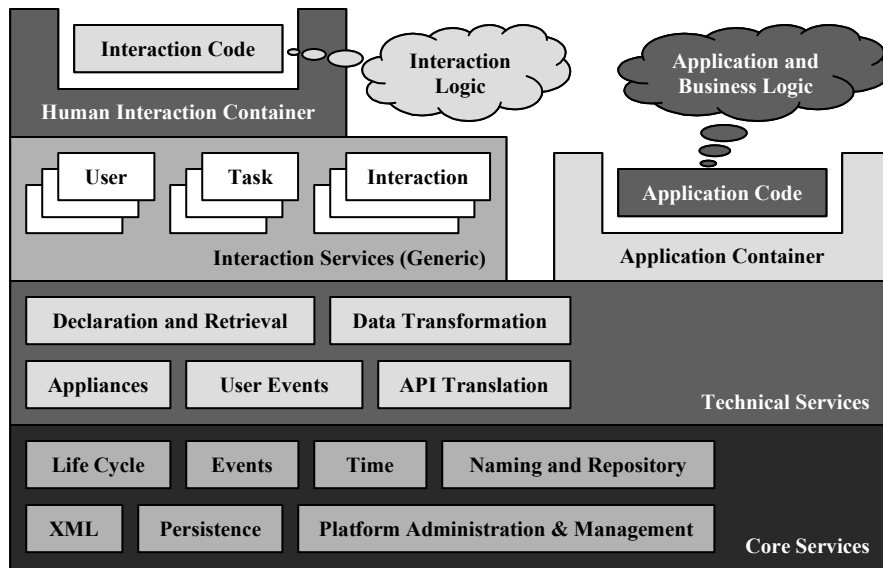 Interaction Code
Interaction
Logic
Application and
Business Logic
Human Interaction Container
User
Task
Interaction
Application Code
Interaction Services (Generic)
Application Container
Declaration and Retrieval
Data Transformation
Appliances
User Events
API Translation
Technical Services
Life Cycle
Events
Time
Naming and Repository
XML
Persistence
Platform Administration & Management
Core Services